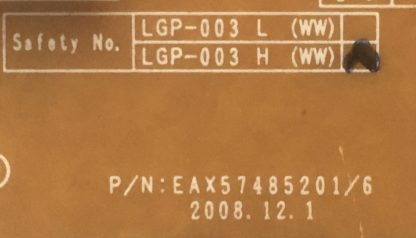 Safety No.
LGP-003 L (WW)
LGP-003 H (WW)
P/N:EAX57485201/6
2008.12.1